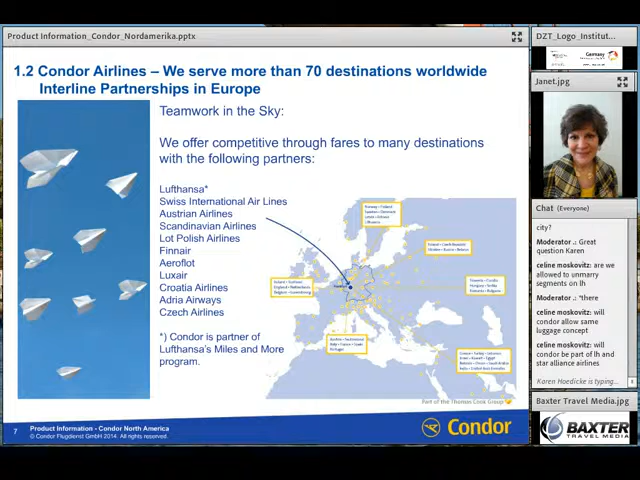 Product Information_Condor_Nordamerika.pptx
1.2 Condor Airlines – We serve more than 70 destinations worldwide
Interline Partnerships in Europe
Teamwork in the Sky:
We offer competitive through fares to many destinations
with the following partners:
Lufthansa*
Swiss International Air Lines
Austrian Airlines
Scandinavian Airlines
Lot Polish Airlines
Finnair
Aeroflot
Luxair
Croatia Airlines
Adria Airways
Czech Airlines
*) Condor is partner of
Lufthansa's Miles and More
program.
Part of the Thomas Cook Group
7
Product Information - Condor North America
© Condor Flugdienst GmbH 2014. All rights reserved.
Condor
DZT_Logo_Institut...
Germany
Janet.jpg
Chat (Everyone)
city?
Moderator .: Great
question Karen
celine moskovitz: are we
allowed to unmarry
segments on lh
Moderator .: *there
celine moskovitz: will
condor allow same
luggage concept
celine moskovitz: will
condor be part of lh and
star alliance airlines
Karen Hoedicke is typing...
Baxter Travel Media.jpg
BAXTER
TRAVEL MEDIA